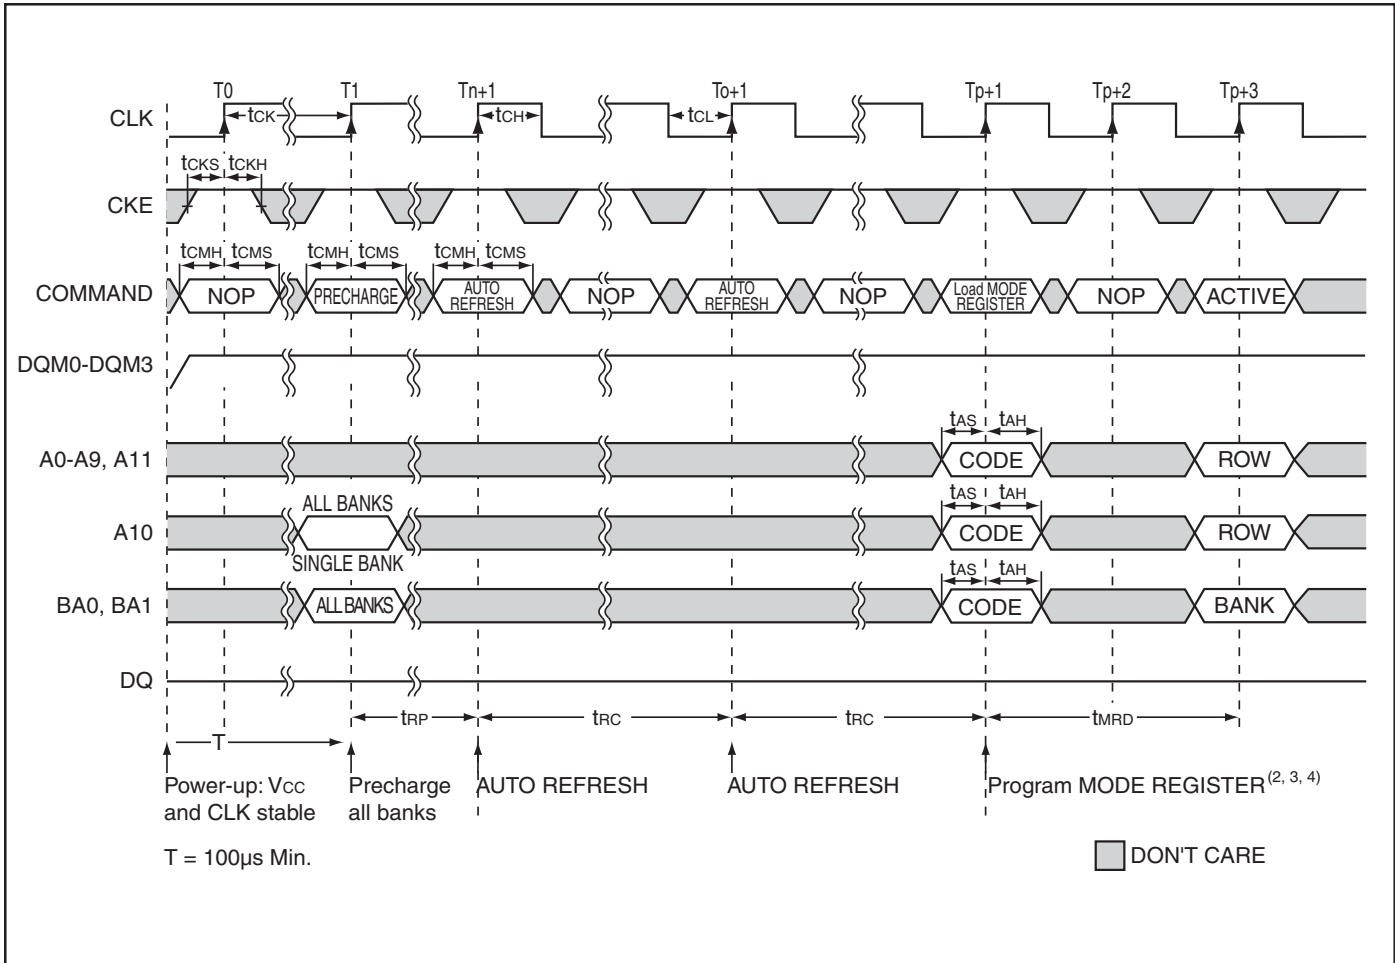 T0 T1 Tn+1 To+1 Tp+1 Tp+2 Tp+3
CLK tCK tCH tCL
tCKS tCKH
CKE
tCMH tCMS tCMH tCMS tCMH tCMS
COMMAND NOP PRECHARGE AUTO REFRESH NOP AUTO REFRESH NOP Load MODE REGISTER NOP ACTIVE
DQM0-DQM3
tAS tAH
A0-A9, A11 CODE ROW
ALL BANKS tAS tAH
A10 CODE ROW
SINGLE BANK tAS tAH
BA0, BA1 ALL BANKS CODE BANK
DQ
tRP tRC tRC tMRD
T
Power-up: VCC Precharge AUTO REFRESH AUTO REFRESH Program MODE REGISTER(2, 3, 4)
and CLK stable all banks
T = 100µs Min. DON'T CARE